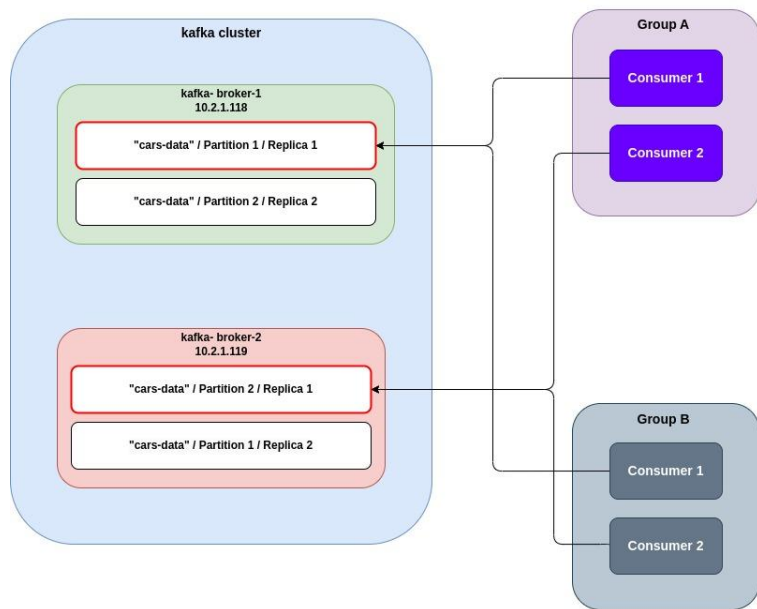 kafka cluster
kafka- broker-1
10.2.1.118
"cars-data" / Partition 1 / Replica 1
"cars-data" / Partition 2 / Replica 2
kafka- broker-2
10.2.1.119
"cars-data" / Partition 2 / Replica 1
"cars-data" / Partition 1 / Replica 2
Group A
Consumer 1
Consumer 2
Group B
Consumer 1
Consumer 2